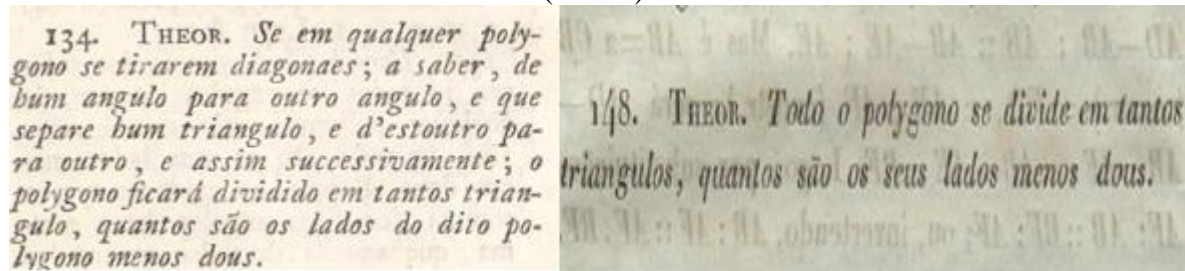 134. THEOR. Se em qualquer poly-
gono se tirarem diagonaes; a saber, de
hum angulo para outro angulo, e que
separe hum triangulo, e d'estoutro pa-
ra outro, e assim successivamente; o
polygono ficará dividido em tantos trian-
gulo, quantos são os lados do dito po-
lygono menos dous.
148. THEOR. Todo o polygono se divide em tantos
triangulos, quantos são os seus lados menos dous.